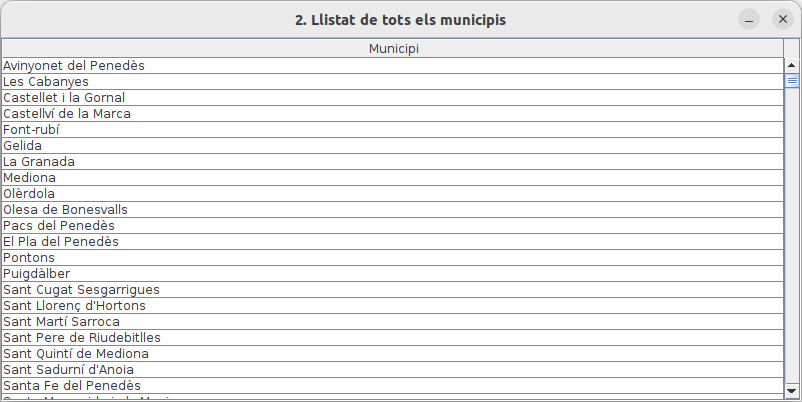 2. Llistat de tots els municipis
Municipi
Avinyonet del Penedès
Les Cabanyes
Castellet i la Gornal
Castellví de la Marca
Font-rubí
Gelida
La Granada
Mediona
Olèrdola
Olesa de Bonesvalls
Pacs del Penedès
El Pla del Penedès
Pontons
Puigdàlber
Sant Cugat Sesgarrigues
Sant Llorenç d'Hortons
Sant Martí Sarroca
Sant Pere de Riudebitlles
Sant Quintí de Mediona
Sant Sadurní d'Anoia
Santa Fe del Penedès